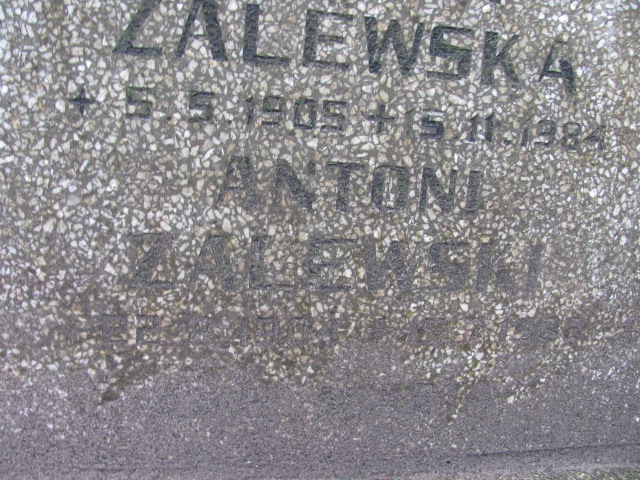 ZALEWSKA
+ 5.5.1905 + 15.11.1984
ANTONI
ZALEWSKI